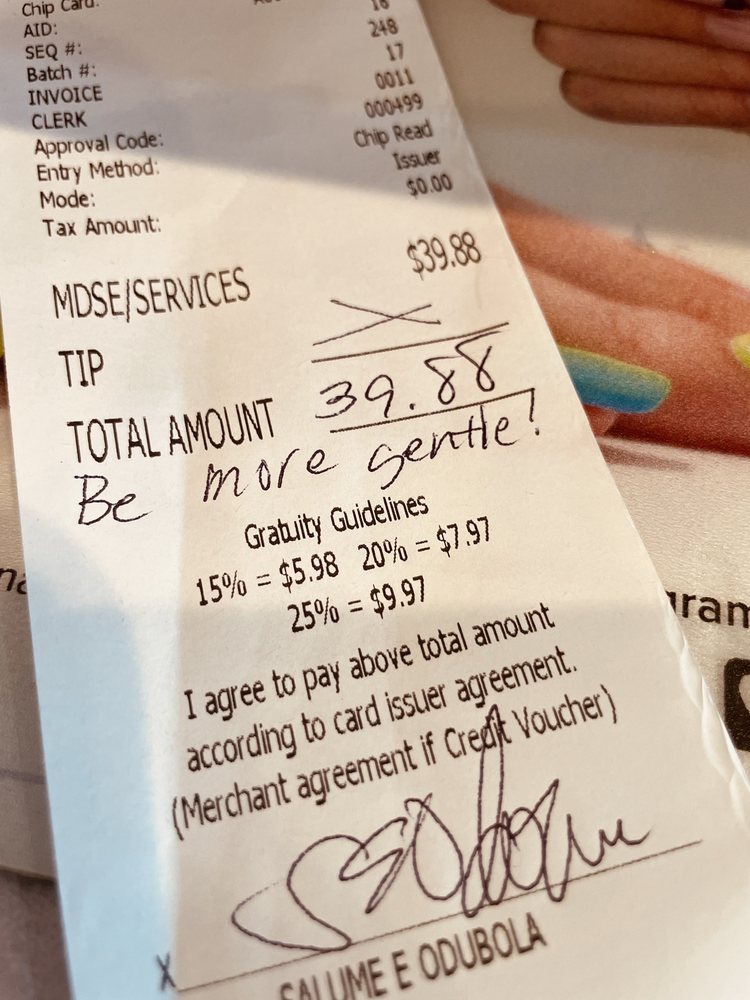 Chip Card:
AID:
SEQ #: 16
Batch #: 248
INVOICE 17
CLERK 0011
Approval Code: 000499
Entry Method: Chip Read
Mode: Issuer
Tax Amount: $0.00
MDSE/SERVICES $39.88
TIP X
TOTAL AMOUNT 39.88
Be more gentle!
Gratuity Guidelines
15% = $5.98 20% = $7.97
25% = $9.97
I agree to pay above total amount
according to card issuer agreement.
(Merchant agreement if Credit Voucher)
X
SALUME E ODUBOLA
gram